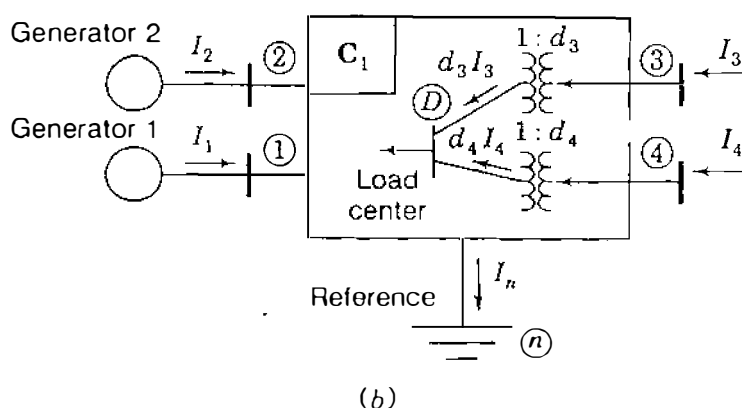 Generator 2
I₂
②
C₁
1 : d₃
d₃I₃
③
I₃
Ⓓ
Generator 1
I₁
①
d₄I₄
1 : d₄
④
I₄
Load
center
Iₙ
Reference
ⓝ
(b)